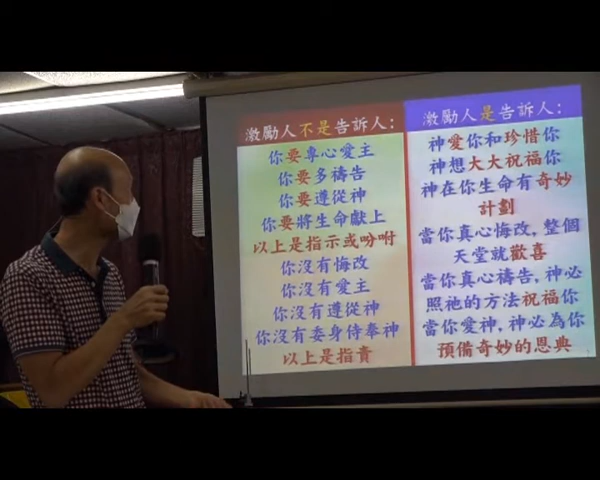 激勵人不是告訴人:
你要專心愛主
你要多禱告
你要遵從神
你要將生命獻上
以上是指示或吩咐
你沒有悔改
你沒有愛主
你沒有遵從神
你沒有委身侍奉神
以上是指責
激勵人是告訴人:
神愛你和珍惜你
神想大大祝福你
神在你生命有奇妙
計劃
當你真心悔改, 整個
天堂就歡喜
當你真心禱告, 神必
照祂的方法祝福你
當你愛神, 神必為你
預備奇妙的恩典